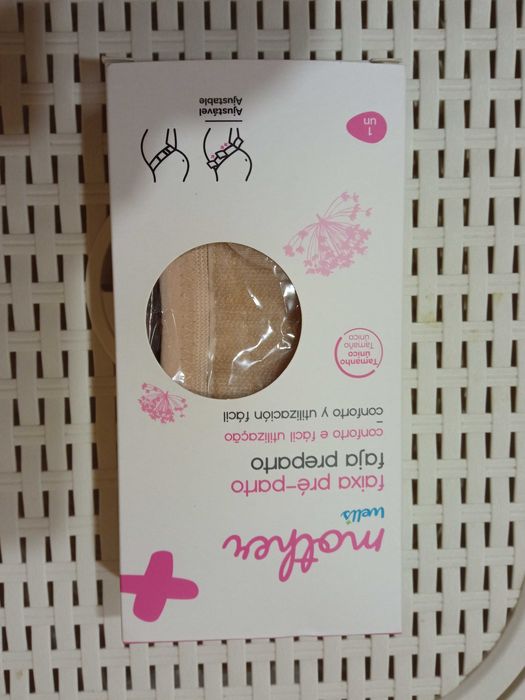 mother
wells
faixa pré-parto
faja preparto
conforto e fácil utilização
conforto y utilización fácil
Tamanho
único
Tamaño
único
1
un
Ajustável
Ajustable